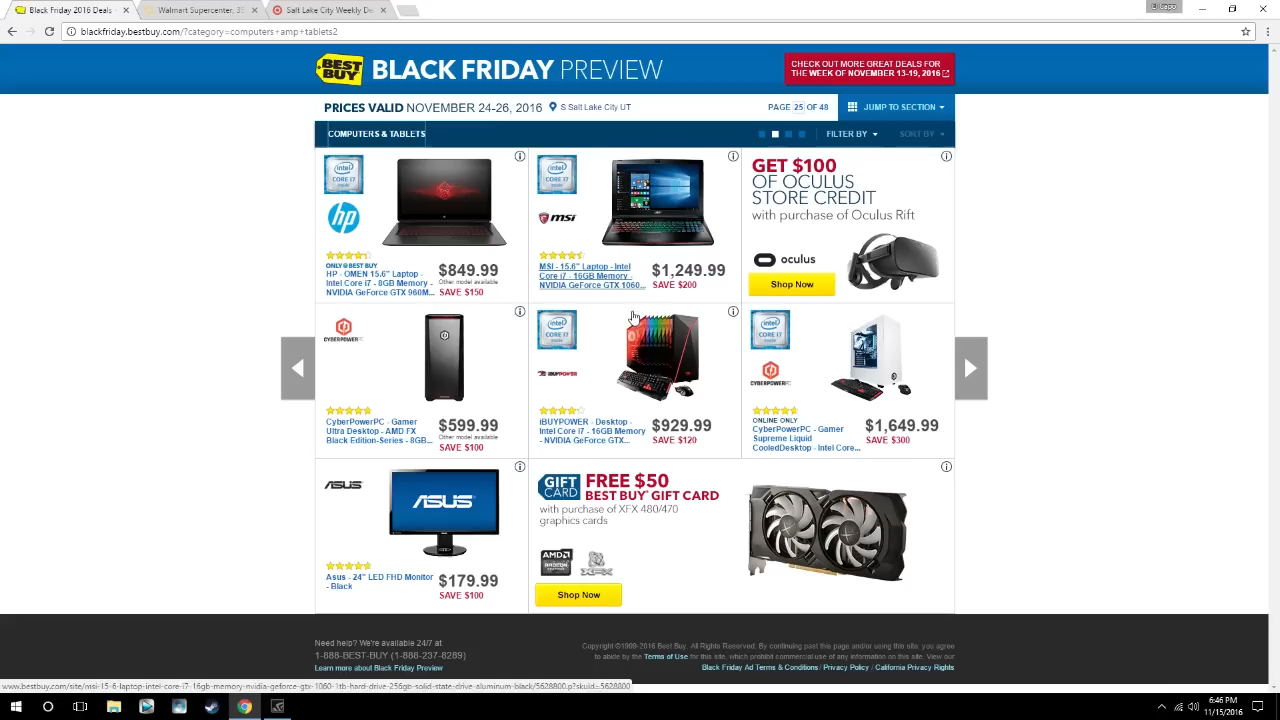 Best Buy - Black Friday
Walmart Supercenter, 35
Salt Lake City Target
blackfriday.bestbuy.com/?category=computers+amp+tablets2
BEST BUY
BLACK FRIDAY PREVIEW
CHECK OUT MORE GREAT DEALS FOR
THE WEEK OF NOVEMBER 13-19, 2016
PRICES VALID NOVEMBER 24-26, 2016
S Salt Lake City UT
PAGE 25 OF 48
JUMP TO SECTION
COMPUTERS & TABLETS
FILTER BY
SORT BY
intel
CORE i7
inside
hp
ONLY@BEST BUY
HP - OMEN 15.6" Laptop -
Intel Core i7 - 8GB Memory -
NVIDIA GeForce GTX 960M...
$849.99
Other model available
SAVE $150
intel
CORE i7
inside
msi
MSI - 15.6" Laptop - Intel
Core i7 - 16GB Memory -
NVIDIA GeForce GTX 1060...
$1,249.99
SAVE $200
GET $100
OF OCULUS
STORE CREDIT
with purchase of Oculus Rift
oculus
Shop Now
CYBERPOWERPC
CyberPowerPC - Gamer
Ultra Desktop - AMD FX
Black Edition-Series - 8GB...
$599.99
Other model available
SAVE $100
intel
CORE i7
inside
iBUYPOWER
iBUYPOWER - Desktop -
Intel Core i7 - 16GB Memory
- NVIDIA GeForce GTX...
$929.99
SAVE $120
intel
CORE i7
inside
CYBERPOWERPC
ONLINE ONLY
CyberPowerPC - Gamer
Supreme Liquid
CooledDesktop - Intel Core...
$1,649.99
SAVE $300
ASUS
ASUS
Asus - 24" LED FHD Monitor
- Black
$179.99
SAVE $100
GIFT
CARD
FREE $50
BEST BUY GIFT CARD
with purchase of XFX 480/470
graphics cards
AMD
RADEON
GRAPHICS
XFX
Shop Now
Need help? We're available 24/7 at
1-888-BEST-BUY (1-888-237-8289)
Learn more about Black Friday Preview
Copyright ©1999-2016 Best Buy. All Rights Reserved. By continuing past this page and/or using this site, you agree
to abide by the Terms of Use for this site, which prohibit commercial use of any information on this site. View our
Black Friday Ad Terms & Conditions / Privacy Policy / California Privacy Rights
www.bestbuy.com/site/msi-15-6-laptop-intel-core-i7-16gb-memory-nvidia-geforce-gtx-1060-1tb-hard-drive-256gb-solid-state-drive-aluminum-black/5628800.p?skuId=5628800
6:46 PM
11/15/2016